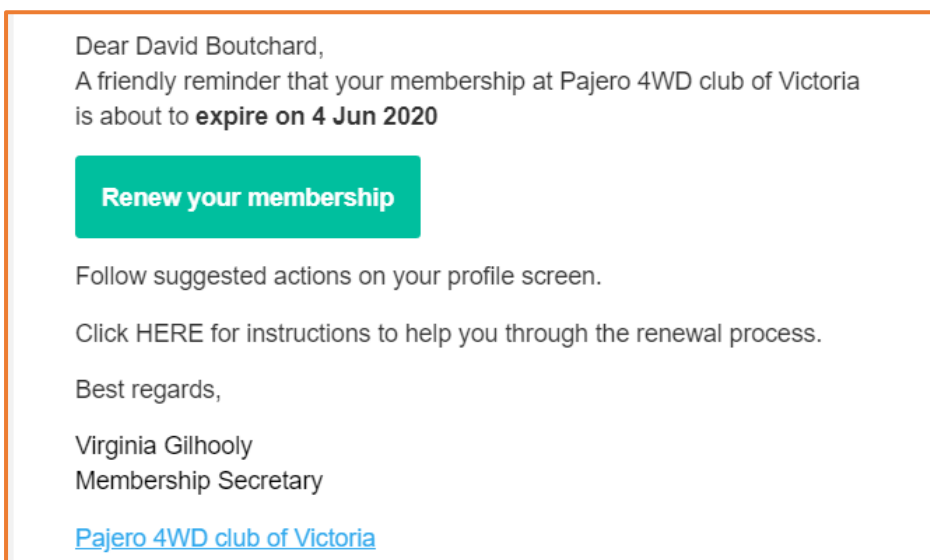 Dear David Boutchard,
A friendly reminder that your membership at Pajero 4WD club of Victoria
is about to expire on 4 Jun 2020
Renew your membership
Follow suggested actions on your profile screen.
Click HERE for instructions to help you through the renewal process.
Best regards,
Virginia Gilhooly
Membership Secretary
Pajero 4WD club of Victoria